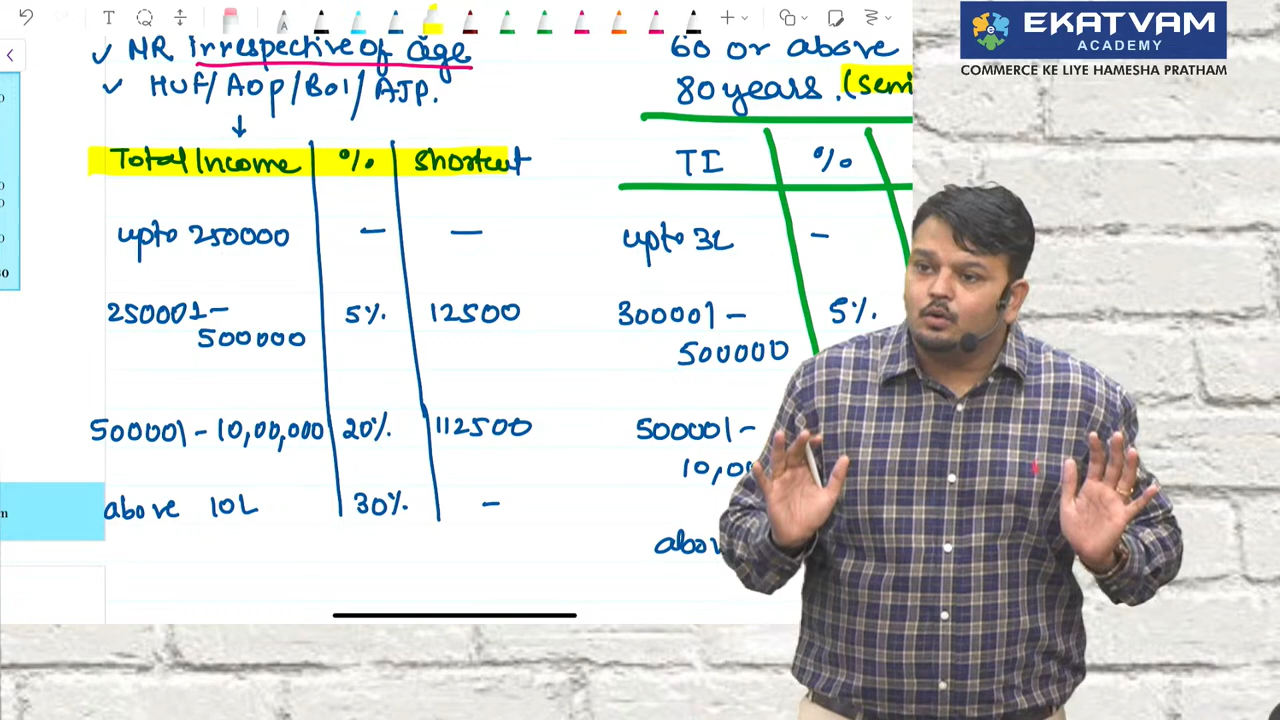 EKATVAM
ACADEMY
COMMERCE KE LIYE HAMESHA PRATHAM
✓ NR irrespective of age
✓ HUF/AOP/BOI/AJP.
↓
Total Income | % | Shortcut
upto 250000 | – | –
250001 –
500000 | 5% | 12500
500001 – 10,00,000 | 20% | 112500
above 10L | 30% | –
60 or above
80 years. (Seni
TI | %
upto 3L | –
300001 –
500000 | 5%.
500001 –
10,00
abov